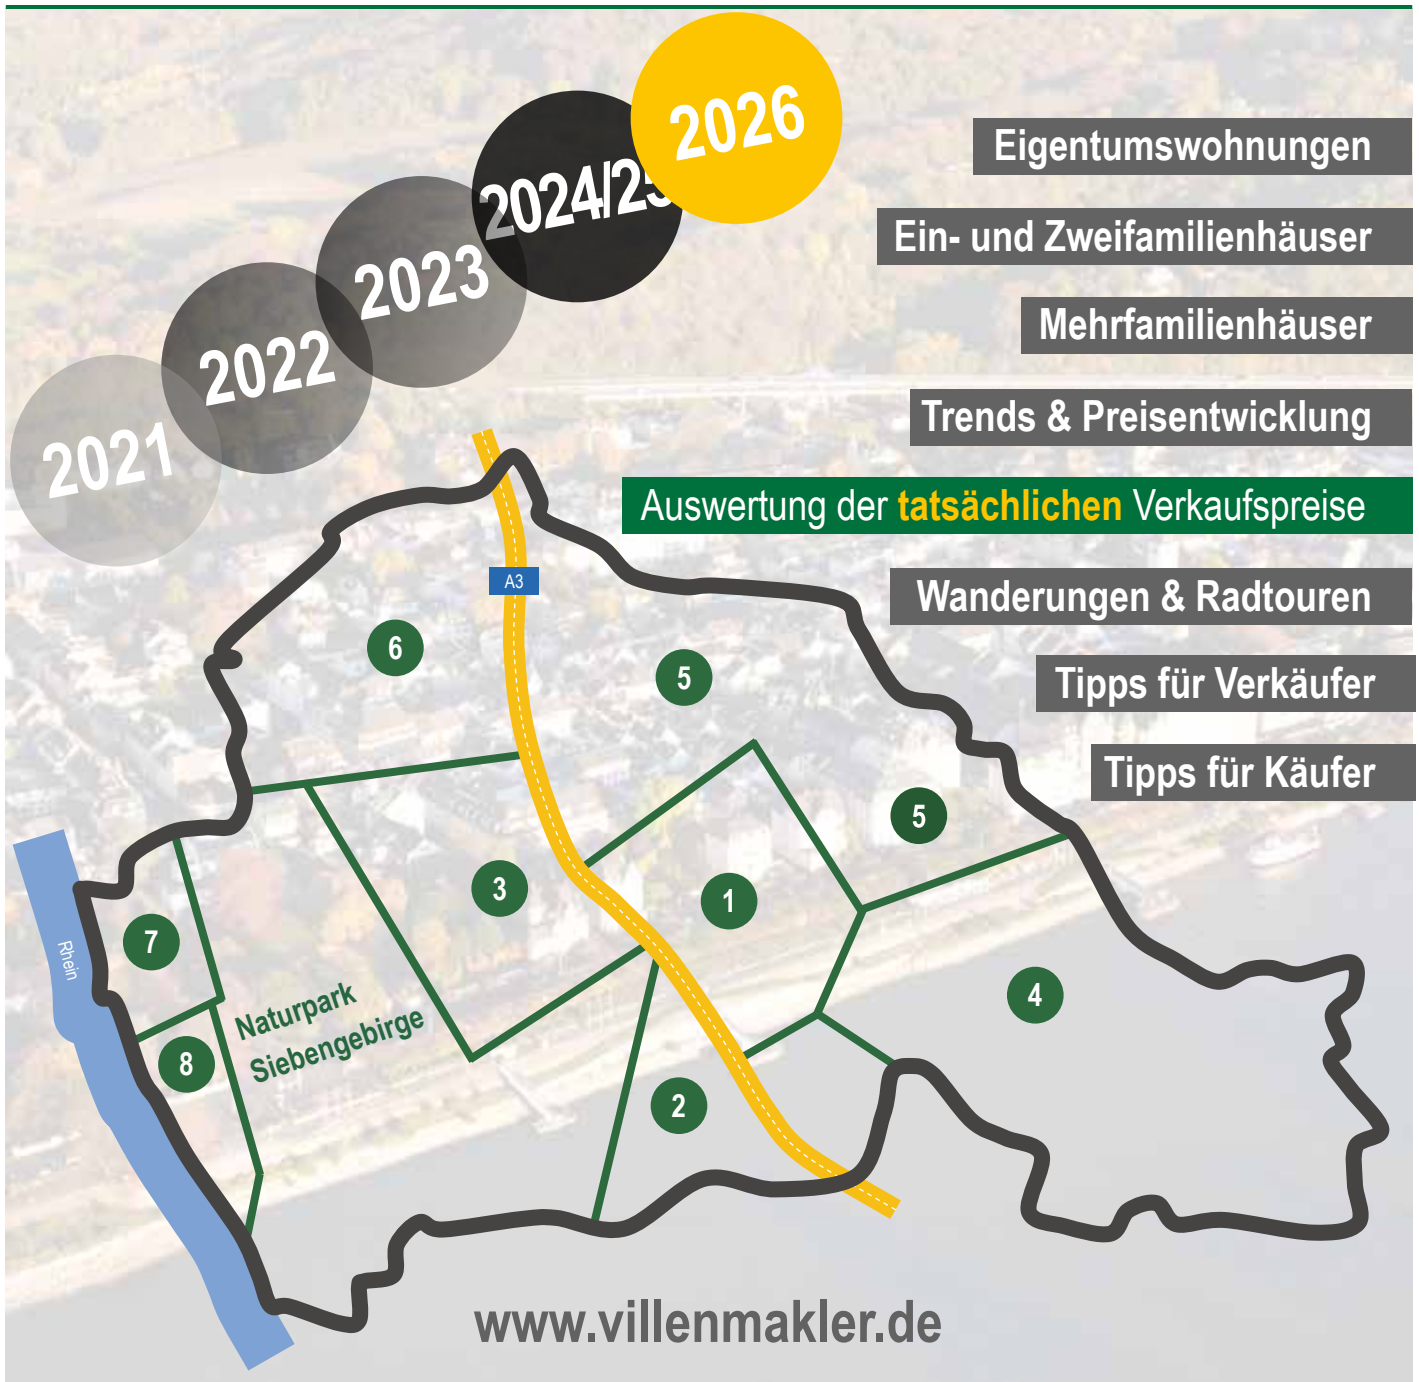 2026
2024/25
2023
2022
2021
Eigentumswohnungen
Ein- und Zweifamilienhäuser
Mehrfamilienhäuser
Trends & Preisentwicklung
Auswertung der tatsächlichen Verkaufspreise
Wanderungen & Radtouren
Tipps für Verkäufer
Tipps für Käufer
A3
6
5
5
3
1
7
Rhein
4
Naturpark
Siebengebirge
8
2
www.villenmakler.de